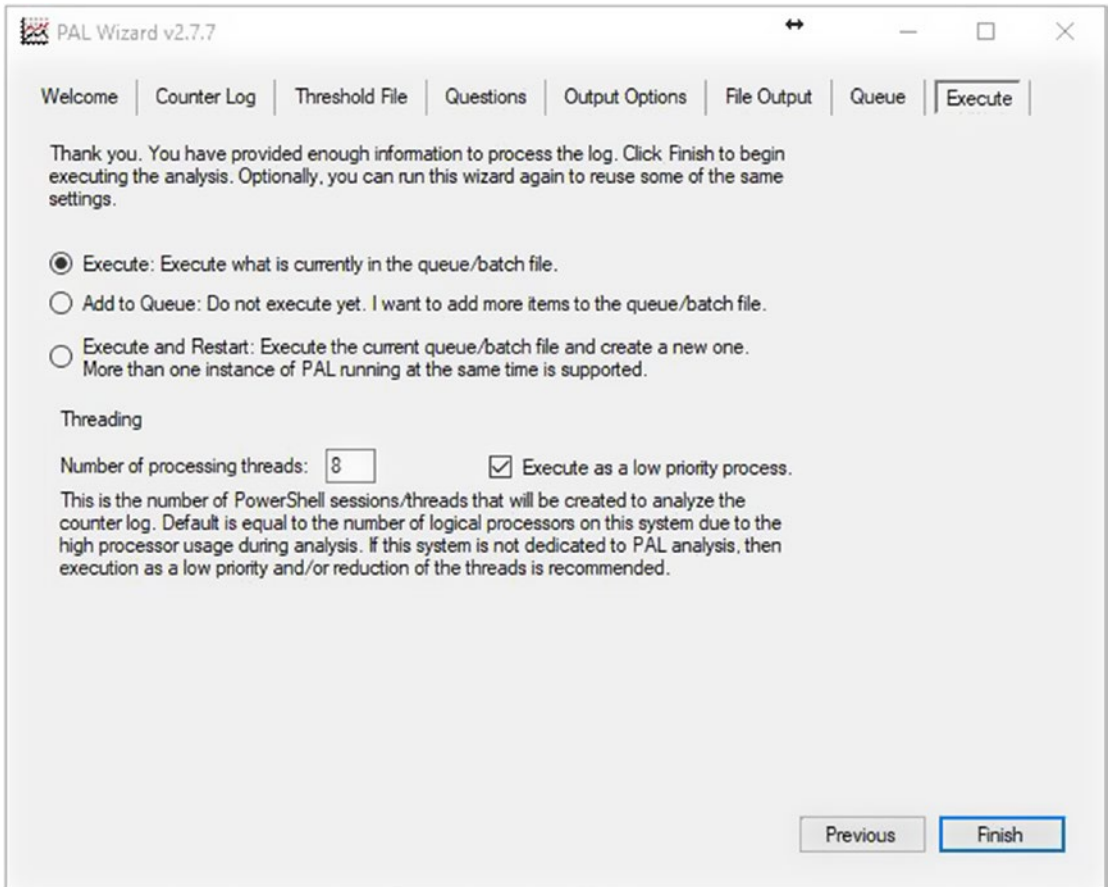 PAL Wizard v2.7.7
Welcome
Counter Log
Threshold File
Questions
Output Options
File Output
Queue
Execute
Thank you. You have provided enough information to process the log. Click Finish to begin
executing the analysis. Optionally, you can run this wizard again to reuse some of the same
settings.
Execute: Execute what is currently in the queue/batch file.
Add to Queue: Do not execute yet. I want to add more items to the queue/batch file.
Execute and Restart: Execute the current queue/batch file and create a new one.
More than one instance of PAL running at the same time is supported.
Threading
Number of processing threads: 8
Execute as a low priority process.
This is the number of PowerShell sessions/threads that will be created to analyze the
counter log. Default is equal to the number of logical processors on this system due to the
high processor usage during analysis. If this system is not dedicated to PAL analysis, then
execution as a low priority and/or reduction of the threads is recommended.
Previous
Finish